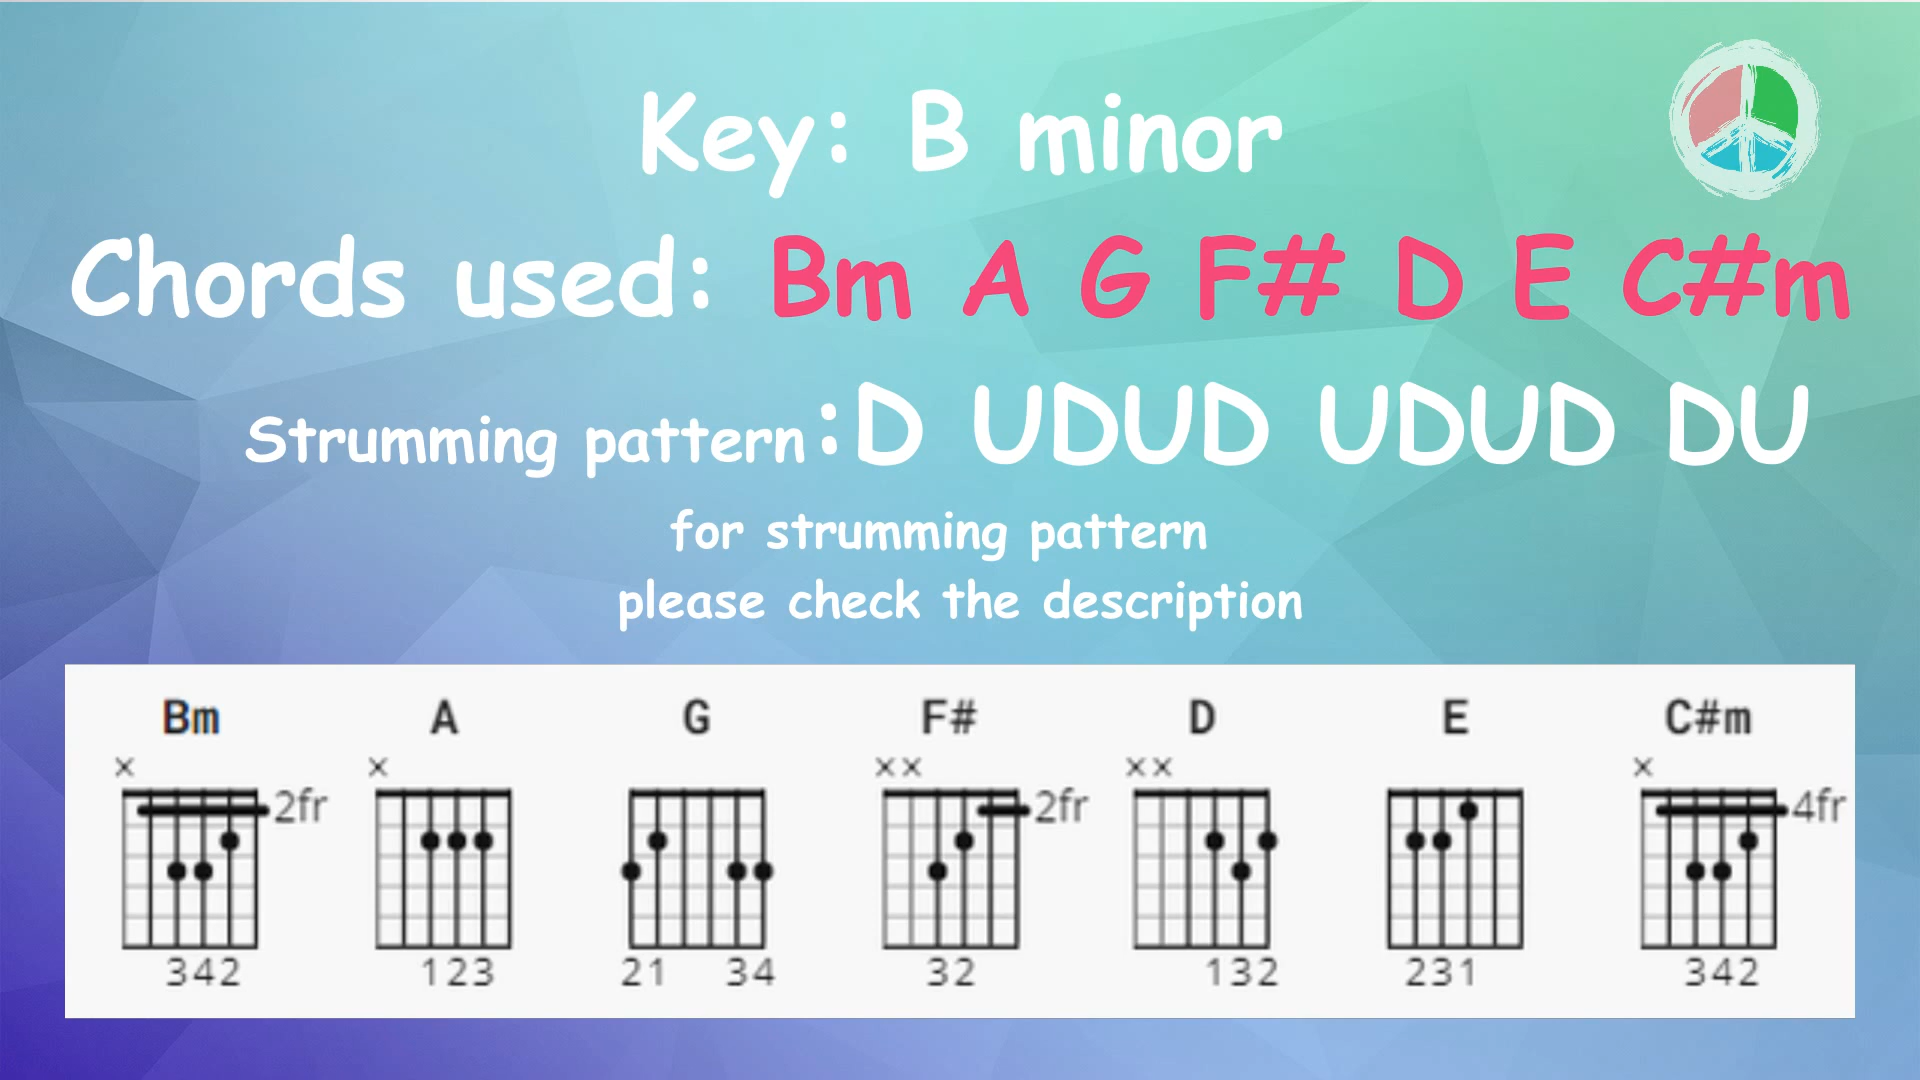 Key: B minor
Chords used: Bm A G F# D E C#m
Strumming pattern:D UDUD UDUD DU
for strumming pattern
please check the description
Bm A G F# D E C#m
× × ×× ×× ×
2fr 2fr 4fr
342 123 21 34 32 132 231 342